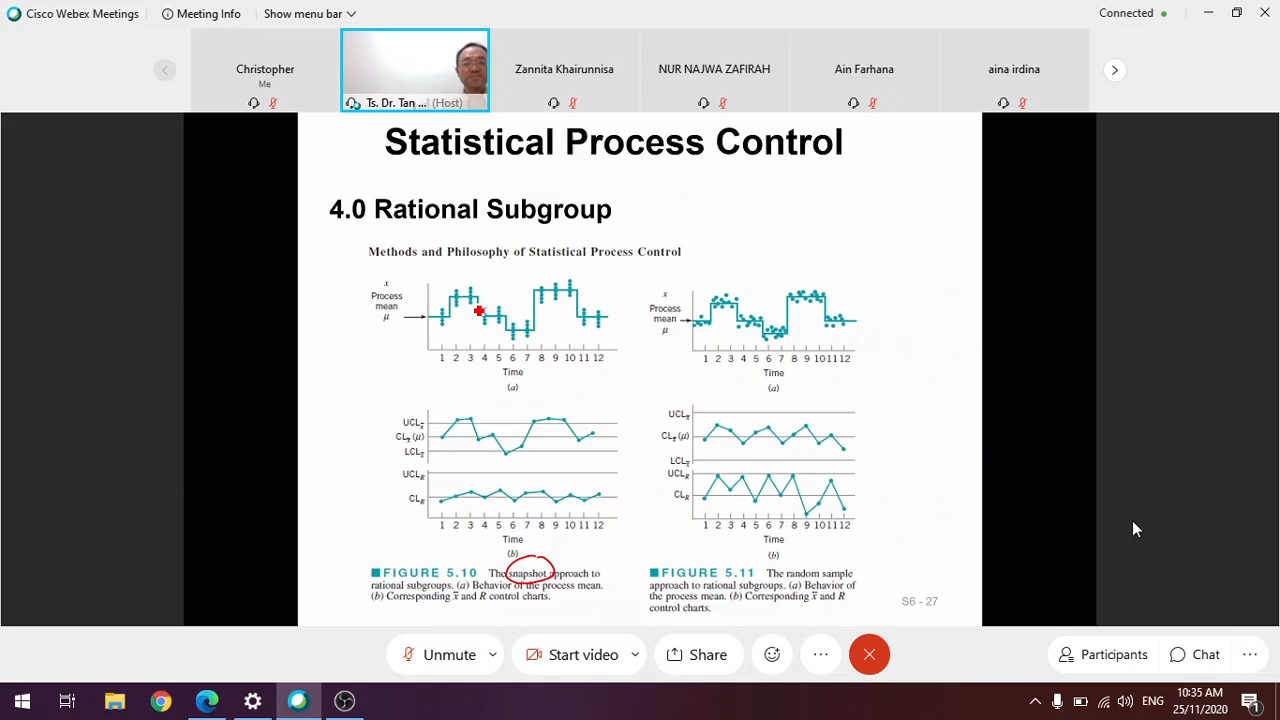 Cisco Webex Meetings
Meeting Info
Show menu bar
Connected
Christopher
Me
Ts. Dr. Tan ... (Host)
Zannita Khairunnisa
NUR NAJWA ZAFIRAH
Ain Farhana
aina irdina
Statistical Process Control
4.0 Rational Subgroup
Methods and Philosophy of Statistical Process Control
x
Process
mean
μ
1 2 3 4 5 6 7 8 9 10 11 12
Time
(a)
UCLx̅
CLx̅(μ)
LCLx̅
UCLR
CLR
1 2 3 4 5 6 7 8 9 10 11 12
Time
(b)
■ FIGURE 5.10 The snapshot approach to
rational subgroups. (a) Behavior of the process mean.
(b) Corresponding x̅ and R control charts.
x
Process
mean
μ
1 2 3 4 5 6 7 8 9 10 11 12
Time
(a)
UCLx̅
CLx̅(μ)
LCLx̅
UCLR
CLR
1 2 3 4 5 6 7 8 9 10 11 12
Time
(b)
■ FIGURE 5.11 The random sample
approach to rational subgroups. (a) Behavior of
the process mean. (b) Corresponding x̅ and R
control charts.
S6 - 27
Unmute
Start video
Share
Participants
Chat
ENG
10:35 AM
25/11/2020
1